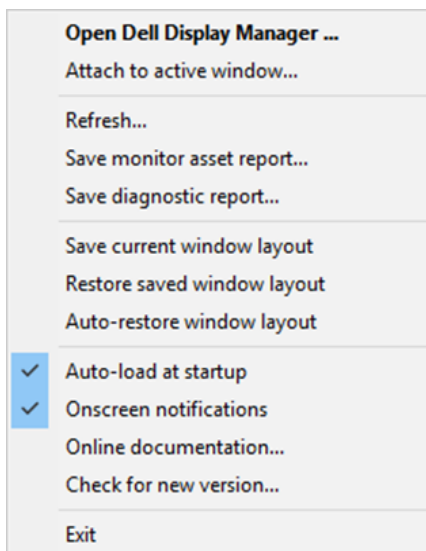 Open Dell Display Manager ...
Attach to active window...
Refresh...
Save monitor asset report...
Save diagnostic report...
Save current window layout
Restore saved window layout
Auto-restore window layout
Auto-load at startup
Onscreen notifications
Online documentation...
Check for new version...
Exit